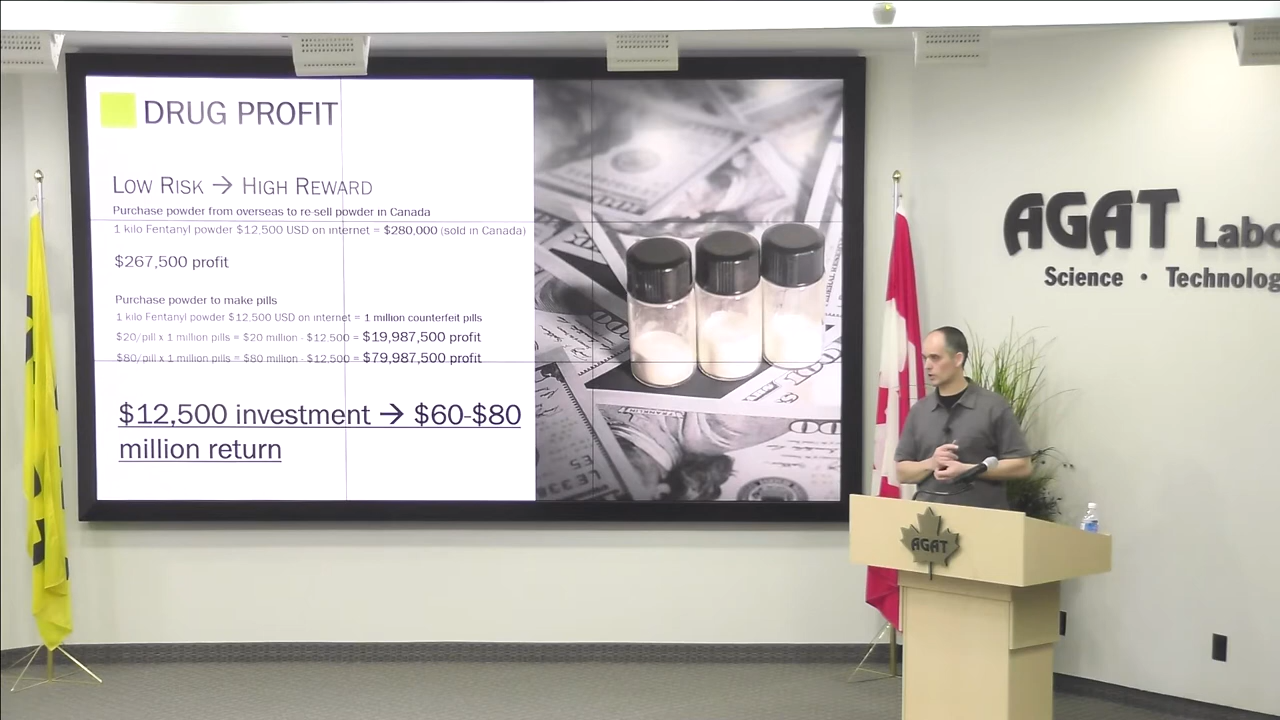 DRUG PROFIT
LOW RISK → HIGH REWARD
Purchase powder from overseas to re-sell powder in Canada
1 kilo Fentanyl powder $12,500 USD on internet = $280,000 (sold in Canada)
$267,500 profit
Purchase powder to make pills
1 kilo Fentanyl powder $12,500 USD on internet = 1 million counterfeit pills
$20/pill x 1 million pills = $20 million - $12,500 = $19,987,500 profit
$80/pill x 1 million pills = $80 million - $12,500 = $79,987,500 profit
$12,500 investment → $60-$80
million return
AGAT Labo
Science • Technolog
AGAT